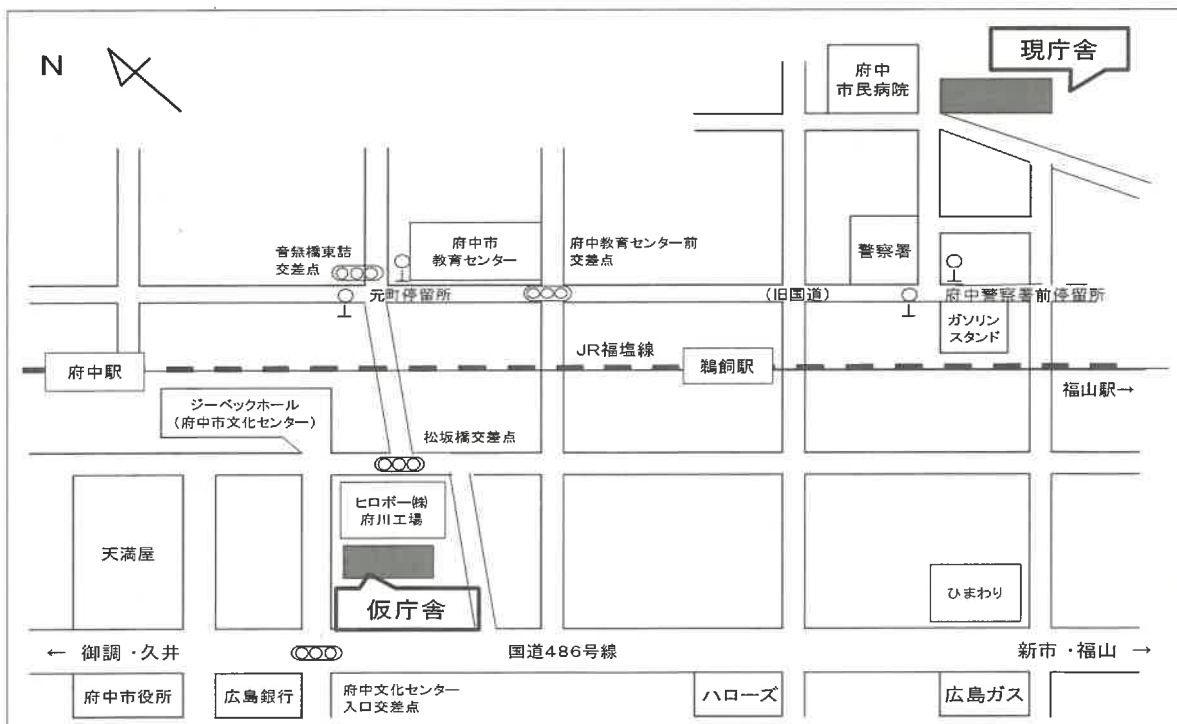 N
現庁舎
府中
市民病院
音無橋東詰
交差点
府中市
教育センター
府中教育センター前
交差点
警察署
元町停留所
(旧国道)
府中警察署前停留所
ガソリン
スタンド
JR福塩線
府中駅
鵜飼駅
福山駅→
ジーベックホール
(府中市文化センター)
松坂橋交差点
ヒロボー㈱
府川工場
天満屋
仮庁舎
ひまわり
← 御調・久井
国道486号線
新市・福山 →
府中市役所
広島銀行
府中文化センター
入口交差点
ハローズ
広島ガス